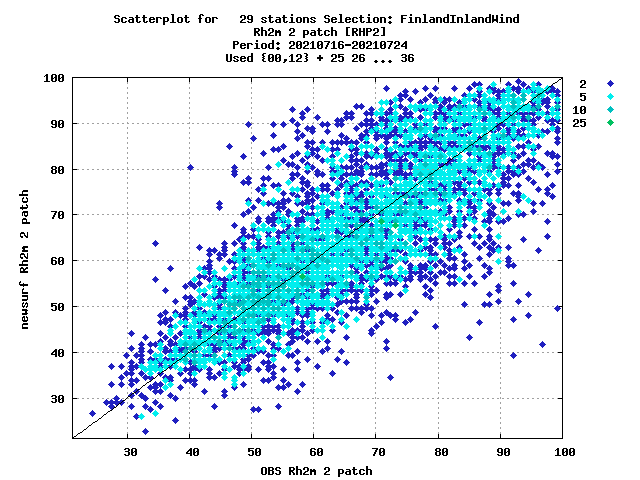 Scatterplot for   29 stations Selection: FinlandInlandWind
Rh2m 2 patch [RHP2]
Period: 20210716-20210724
Used {00,12} + 25 26 ... 36
newsurf Rh2m 2 patch
100
90
80
70
60
50
40
30
2
5
10
25
30 40 50 60 70 80 90 100
OBS Rh2m 2 patch